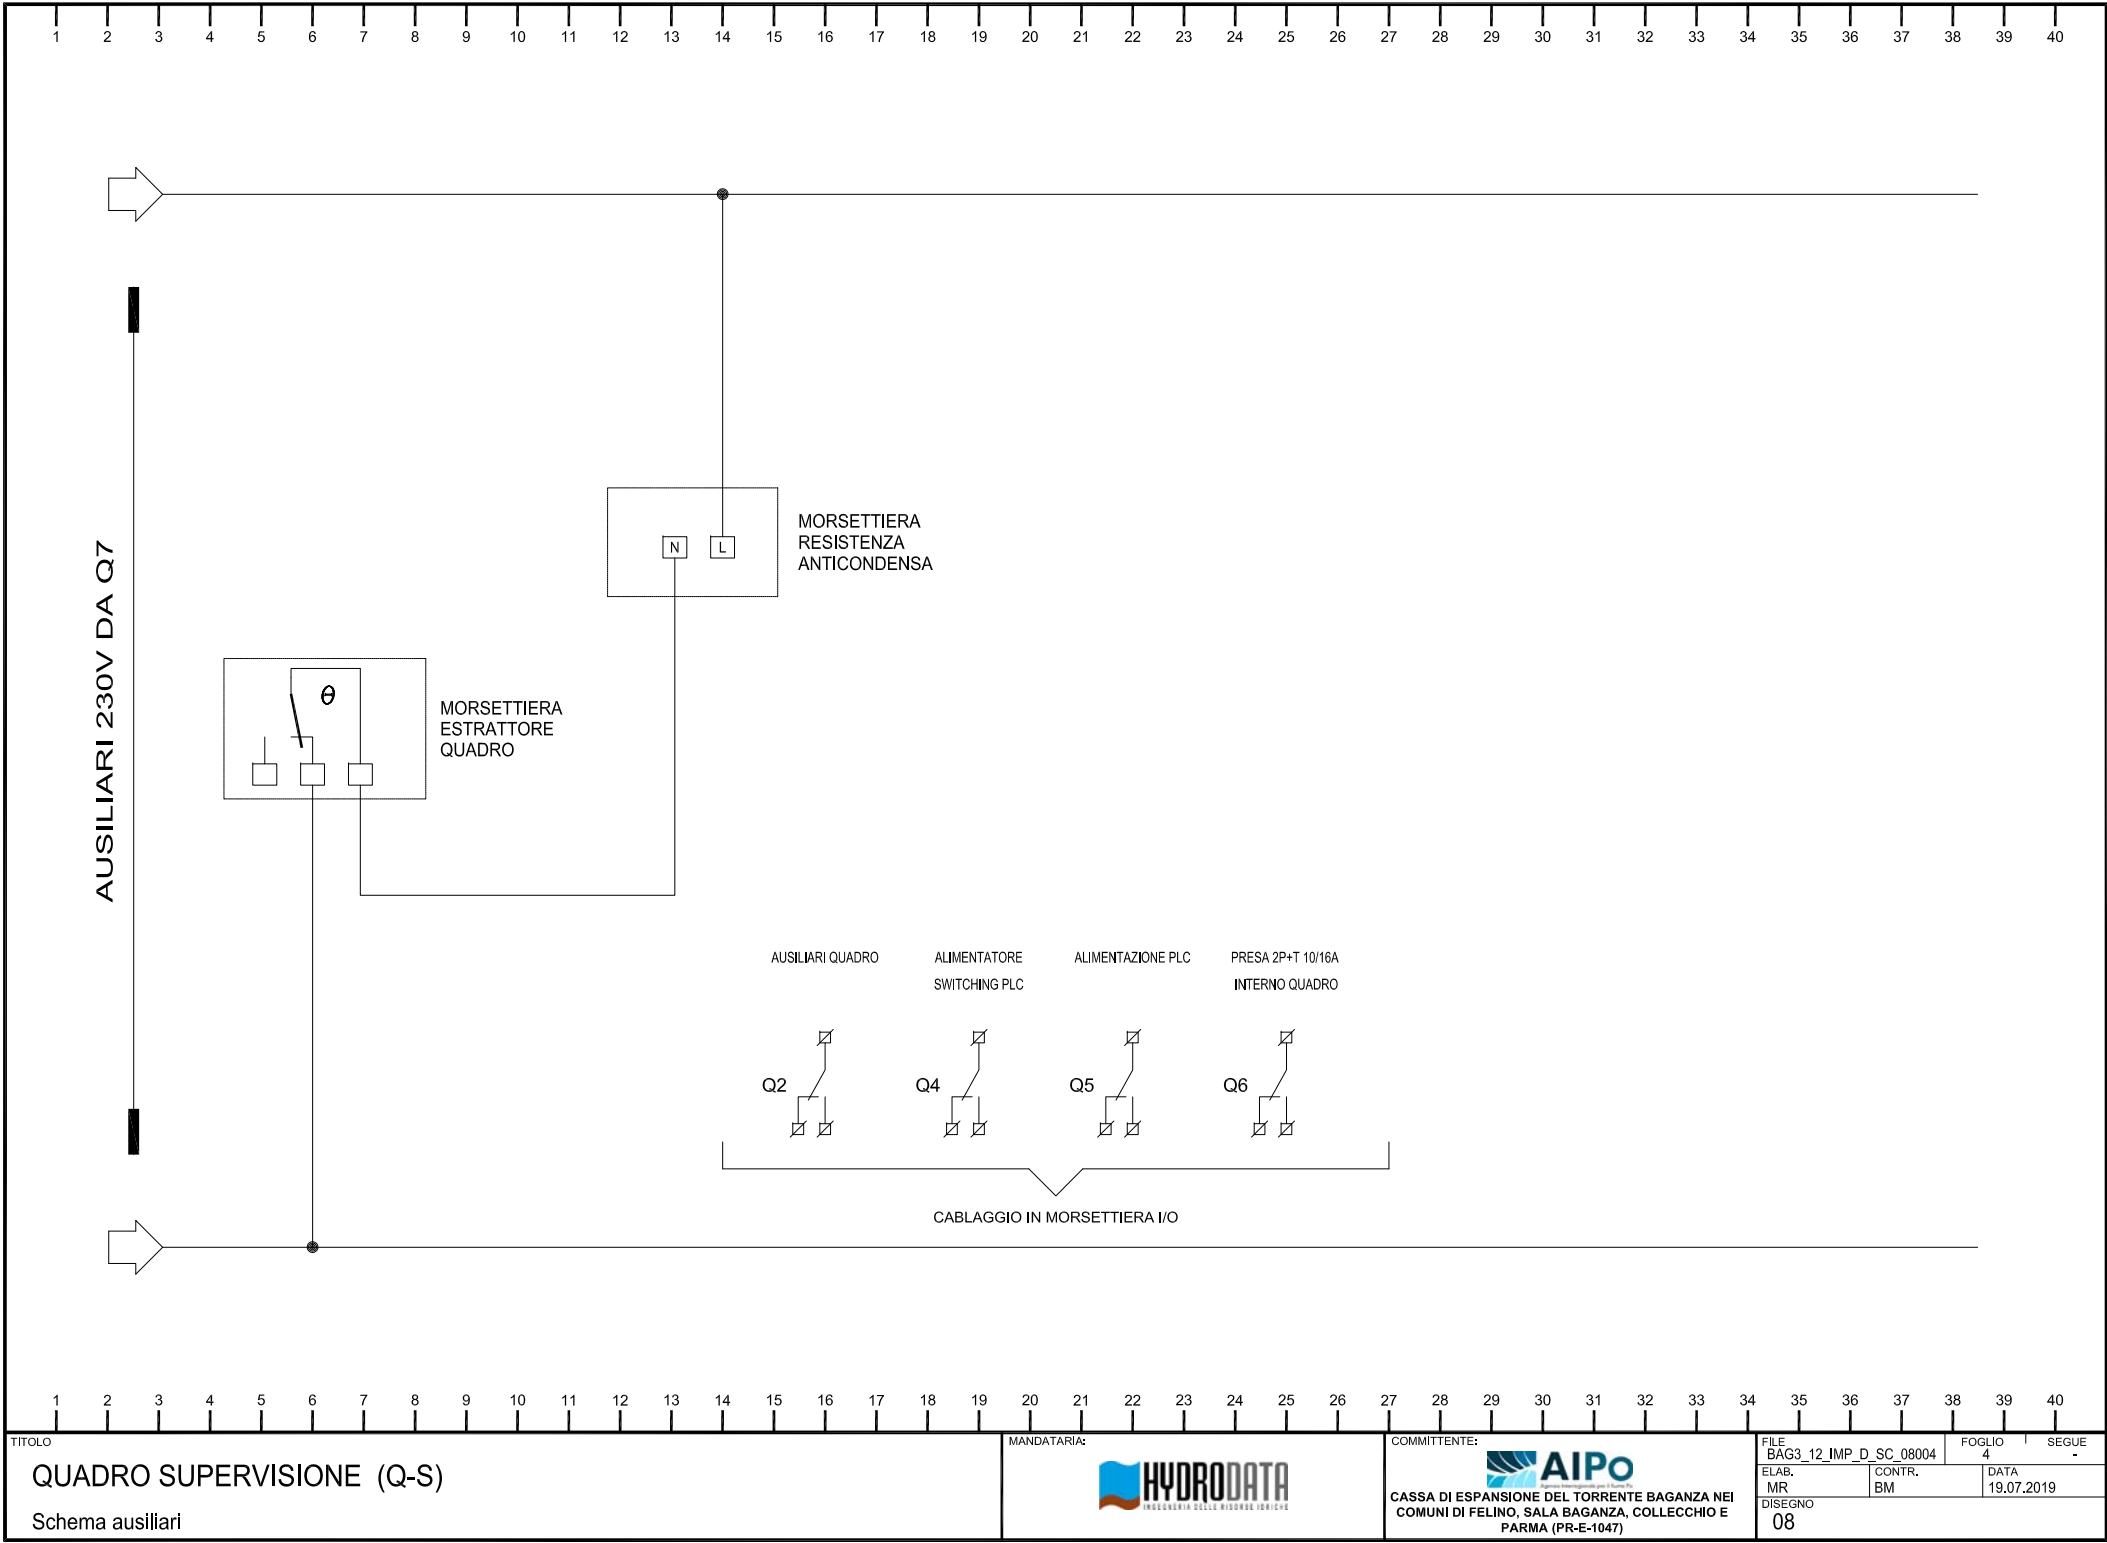 1 2 3 4 5 6 7 8 9 10 11 12 13 14 15 16 17 18 19 20 21 22 23 24 25 26 27 28 29 30 31 32 33 34 35 36 37 38 39 40
AUSILIARI 230V DA Q7
MORSETTIERA
RESISTENZA
ANTICONDENSA
N L
θ
MORSETTIERA
ESTRATTORE
QUADRO
AUSILIARI QUADRO
ALIMENTATORE
SWITCHING PLC
ALIMENTAZIONE PLC
PRESA 2P+T 10/16A
INTERNO QUADRO
Q2 Q4 Q5 Q6
CABLAGGIO IN MORSETTIERA I/O
1 2 3 4 5 6 7 8 9 10 11 12 13 14 15 16 17 18 19 20 21 22 23 24 25 26 27 28 29 30 31 32 33 34 35 36 37 38 39 40
TITOLO
QUADRO SUPERVISIONE (Q-S)
Schema ausiliari
MANDATARIA:
HYDRODATA
INGEGNERIA DELLE RISORSE IDRICHE
COMMITTENTE:
AIPo
Agenzia Interregionale per il fiume Po
CASSA DI ESPANSIONE DEL TORRENTE BAGANZA NEI
COMUNI DI FELINO, SALA BAGANZA, COLLECCHIO E
PARMA (PR-E-1047)
FILE
BAG3_12_IMP_D_SC_08004
FOGLIO
4
SEGUE
-
ELAB.
MR
CONTR.
BM
DATA
19.07.2019
DISEGNO
08